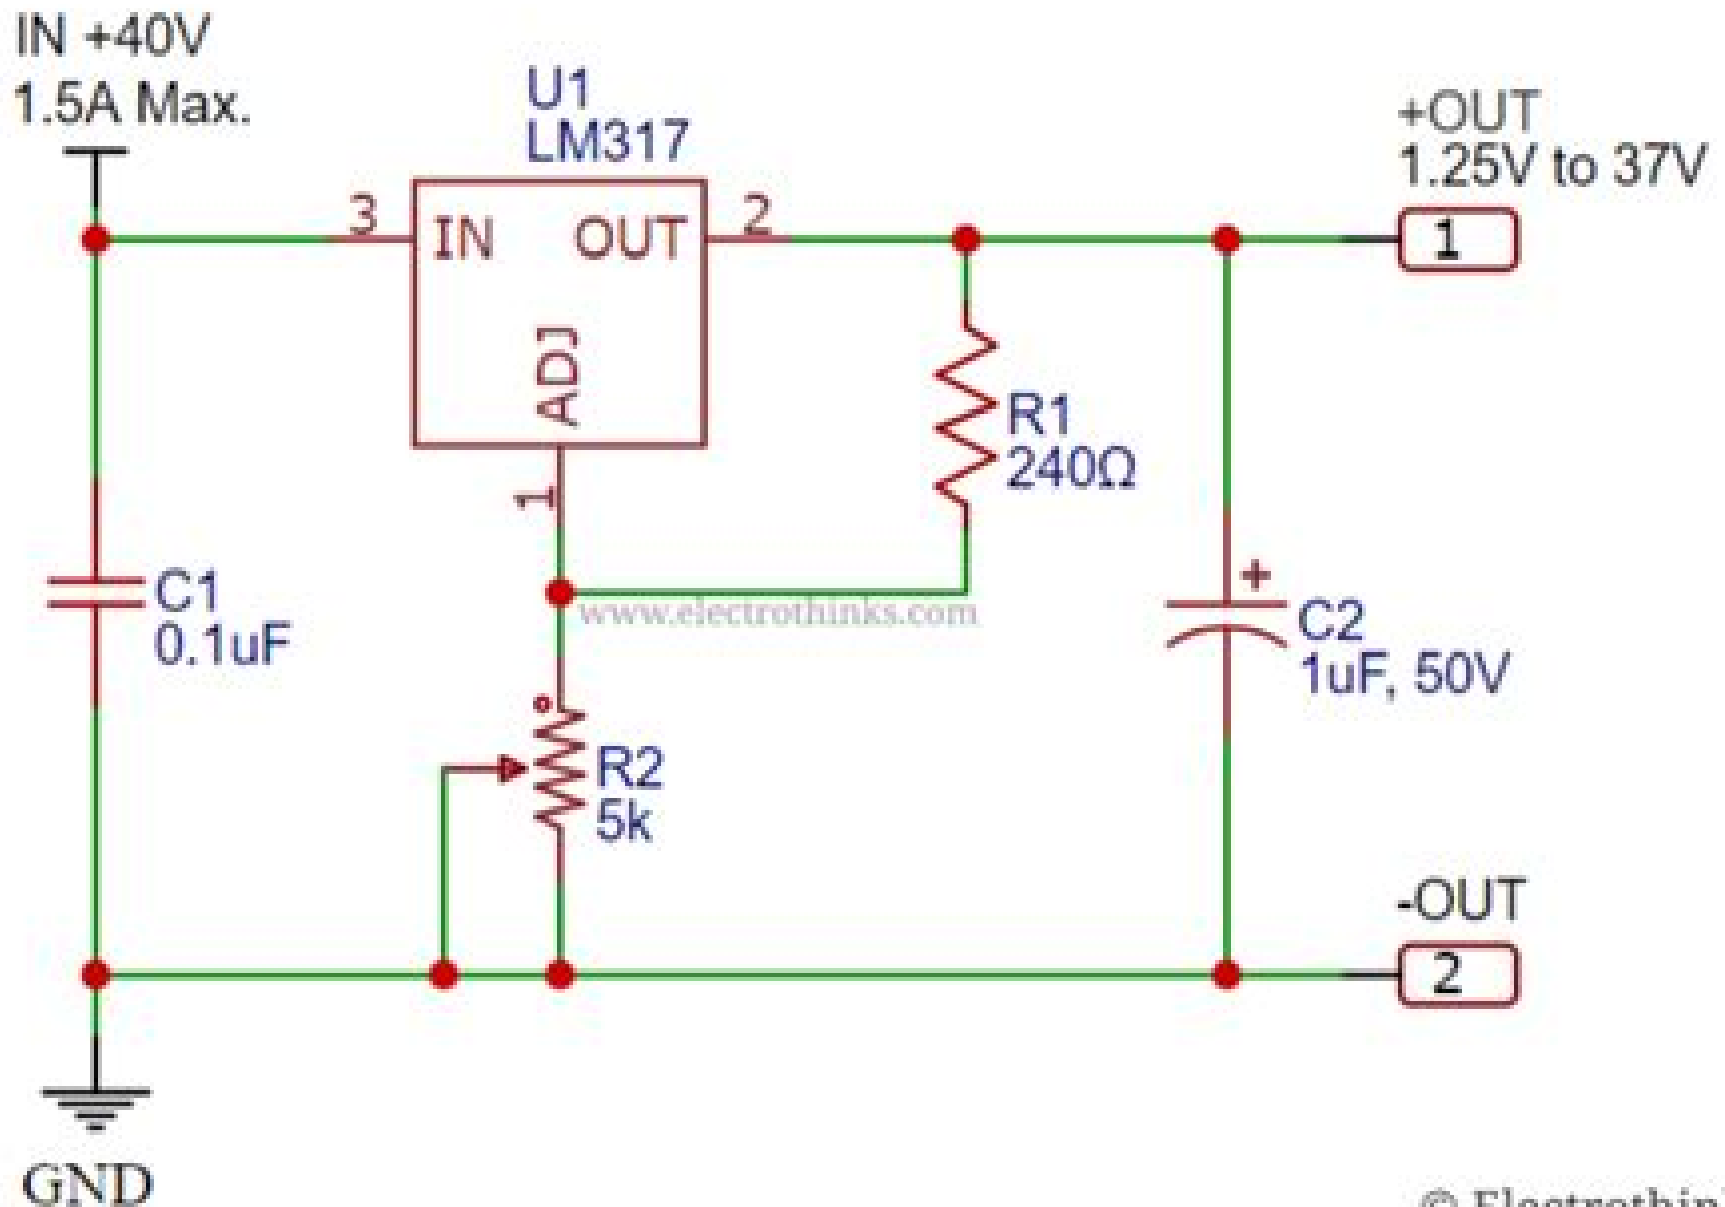 IN +40V
1.5A Max.
U1
LM317
+OUT
1.25V to 37V
3
IN
OUT
2
1
ADJ
1
R1
240Ω
C1
0.1uF
www.electrothinks.com
+
C2
1uF, 50V
R2
5k
-OUT
2
GND
©